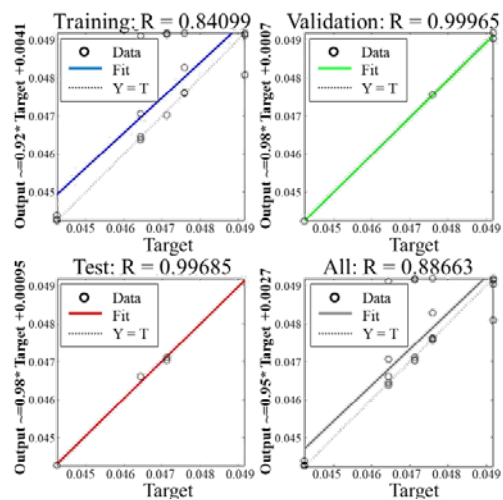 Training: R = 0.84099
Output ~=0.92* Target +0.0041
0.049
0.048
0.047
0.046
0.045
Data
Fit
Y = T
0.045 0.046 0.047 0.048 0.049
Target
Validation: R = 0.99965
Output ~=0.98* Target +0.0007
0.049
0.048
0.047
0.046
0.045
Data
Fit
Y = T
0.045 0.046 0.047 0.048 0.049
Target
Test: R = 0.99685
Output ~=0.98* Target +0.00095
0.049
0.048
0.047
0.046
0.045
Data
Fit
Y = T
0.045 0.046 0.047 0.048 0.049
Target
All: R = 0.88663
Output ~=0.95* Target +0.0027
0.049
0.048
0.047
0.046
0.045
Data
Fit
Y = T
0.045 0.046 0.047 0.048 0.049
Target